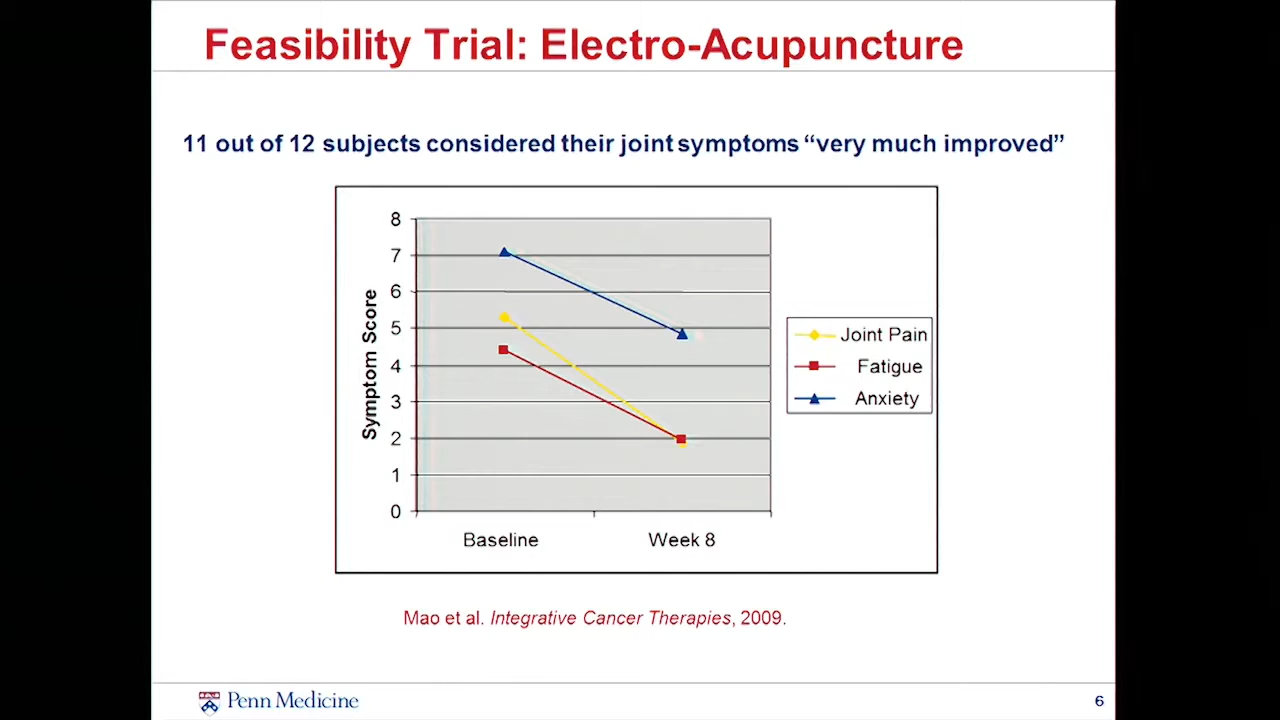 Feasibility Trial: Electro-Acupuncture
11 out of 12 subjects considered their joint symptoms “very much improved”
8
7
6
5
4
3
2
1
0
Symptom Score
Baseline
Week 8
Joint Pain
Fatigue
Anxiety
Mao et al. Integrative Cancer Therapies, 2009.
Penn Medicine
6